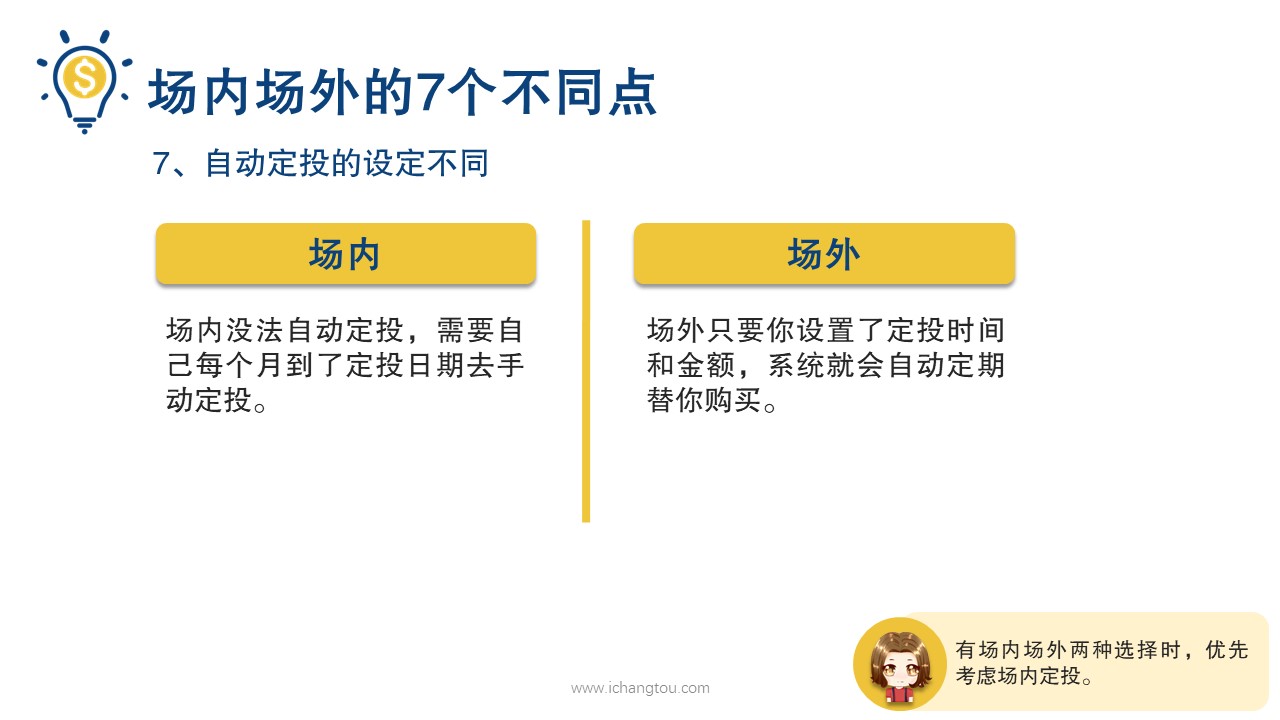 场内场外的7个不同点
7、自动定投的设定不同
场内
场内没法自动定投，需要自
己每个月到了定投日期去手
动定投。
场外
场外只要你设置了定投时间
和金额，系统就会自动定期
替你购买。
有场内场外两种选择时，优先
考虑场内定投。
www.ichangtou.com